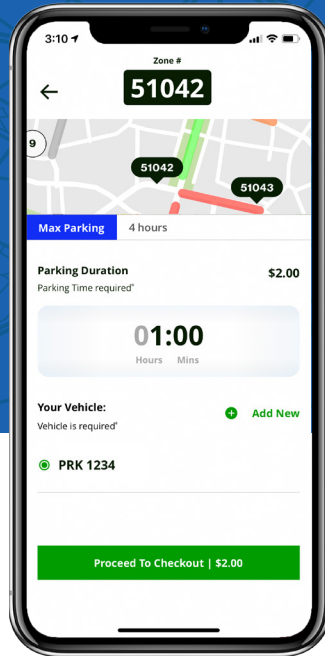 3:10
Zone #
51042
9
51042
51043
Max Parking 4 hours
Parking Duration $2.00
Parking Time required*
01:00
Hours Mins
Your Vehicle: Add New
Vehicle is required*
PRK 1234
Proceed To Checkout | $2.00